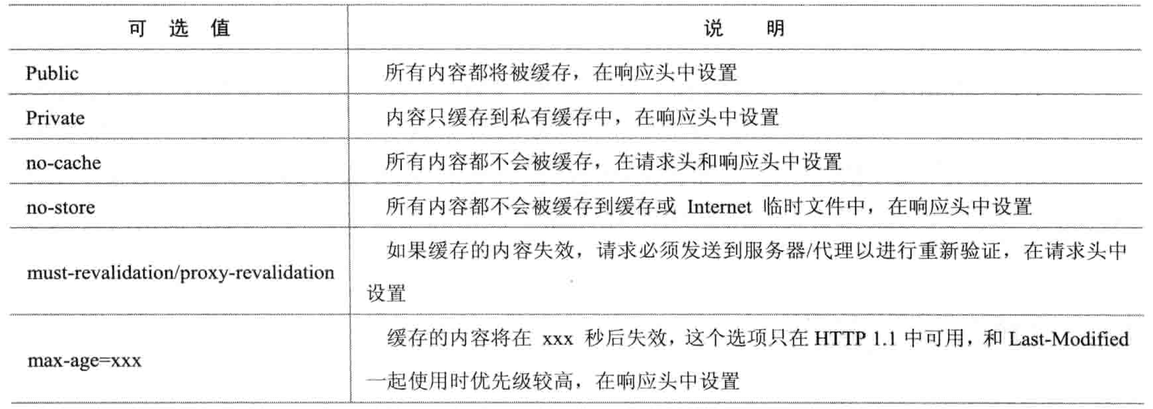 可 选 值 说 明
Public 所有内容都将被缓存，在响应头中设置
Private 内容只缓存到私有缓存中，在响应头中设置
no-cache 所有内容都不会被缓存，在请求头和响应头中设置
no-store 所有内容都不会被缓存到缓存或 Internet 临时文件中，在响应头中设置
must-revalidation/proxy-revalidation 如果缓存的内容失效，请求必须发送到服务器/代理以进行重新验证，在请求头中
设置
max-age=xxx 缓存的内容将在 xxx 秒后失效，这个选项只在 HTTP 1.1 中可用，和 Last-Modified
一起使用时优先级较高，在响应头中设置